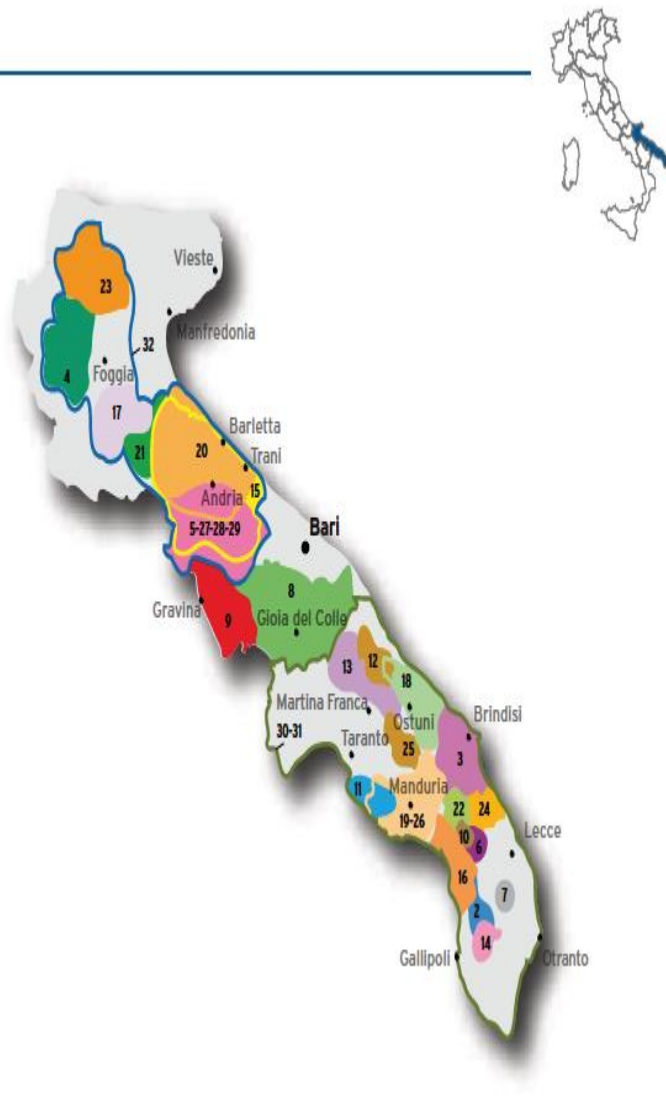 Vieste
23
Manfredonia
32
4
Foggia
17
Barletta
20
21
Trani
15
Andria
5-27-28-29
Bari
8
Gravina
9
Gioia del Colle
12
13
18
Martina Franca
Ostuni
Brindisi
30-31
Taranto
25
3
11
Manduria
22
24
19-26
10
6
Lecce
16
7
2
14
Gallipoli
Otranto